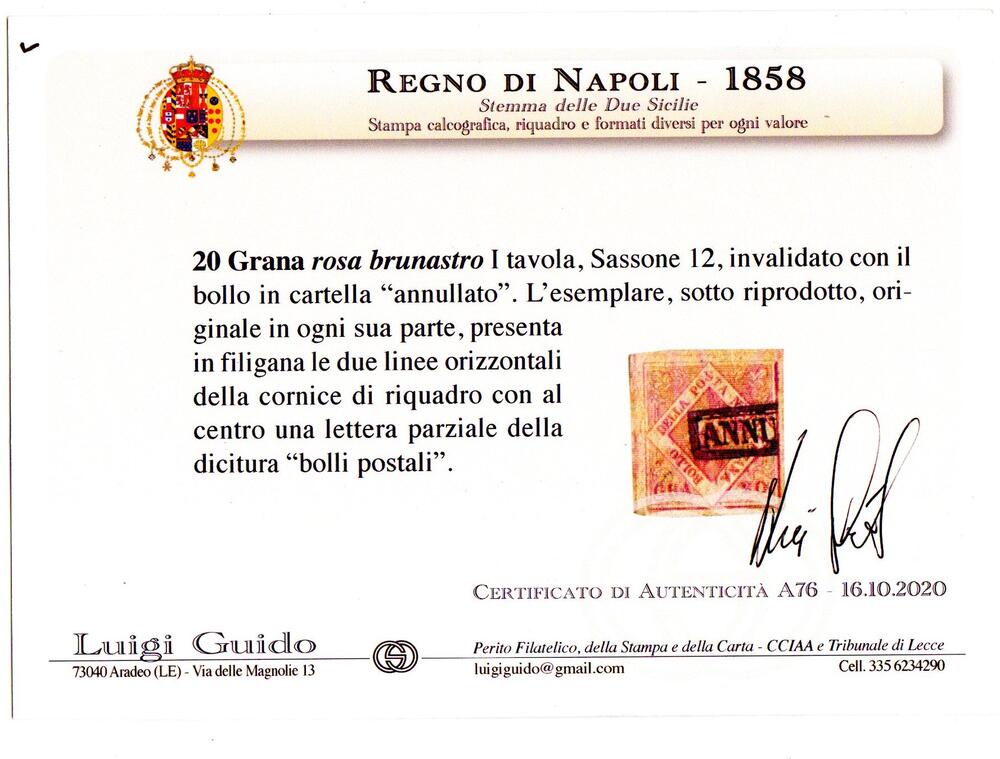 REGNO DI NAPOLI - 1858
Stemma delle Due Sicilie
Stampa calcografica, riquadro e formati diversi per ogni valore
20 Grana rosa brunastro I tavola, Sassone 12, invalidato con il
bollo in cartella “annullato”. L'esemplare, sotto riprodotto, ori-
ginale in ogni sua parte, presenta
in filigana le due linee orizzontali
della cornice di riquadro con al
centro una lettera parziale della
dicitura “bolli postali”.
DELLA POSTA N
ANNU
BOLLO
CERTIFICATO DI AUTENTICITÀ A76 - 16.10.2020
Luigi Guido
73040 Aradeo (LE) - Via delle Magnolie 13
Perito Filatelico, della Stampa e della Carta - CCIAA e Tribunale di Lecce
luigiguido@gmail.com
Cell. 335 6234290